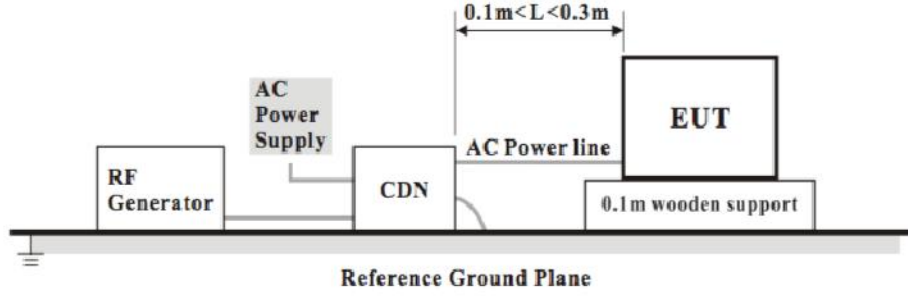 0.1m<L<0.3m
AC
Power
Supply
EUT
AC Power line
RF
Generator
CDN
0.1m wooden support
Reference Ground Plane